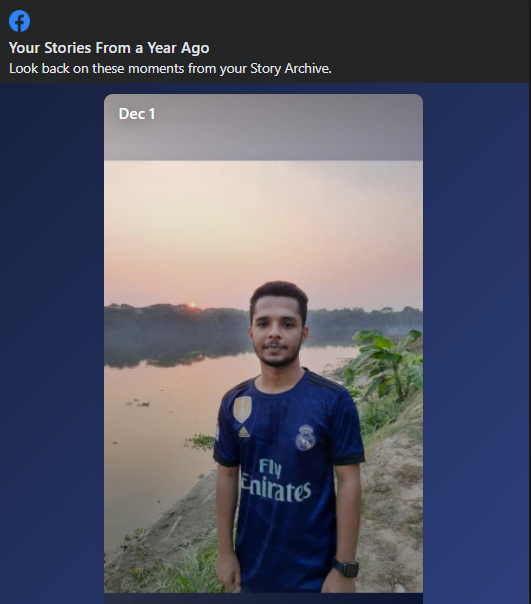 Your Stories From a Year Ago
Look back on these moments from your Story Archive.
Dec 1
Fly
Emirates